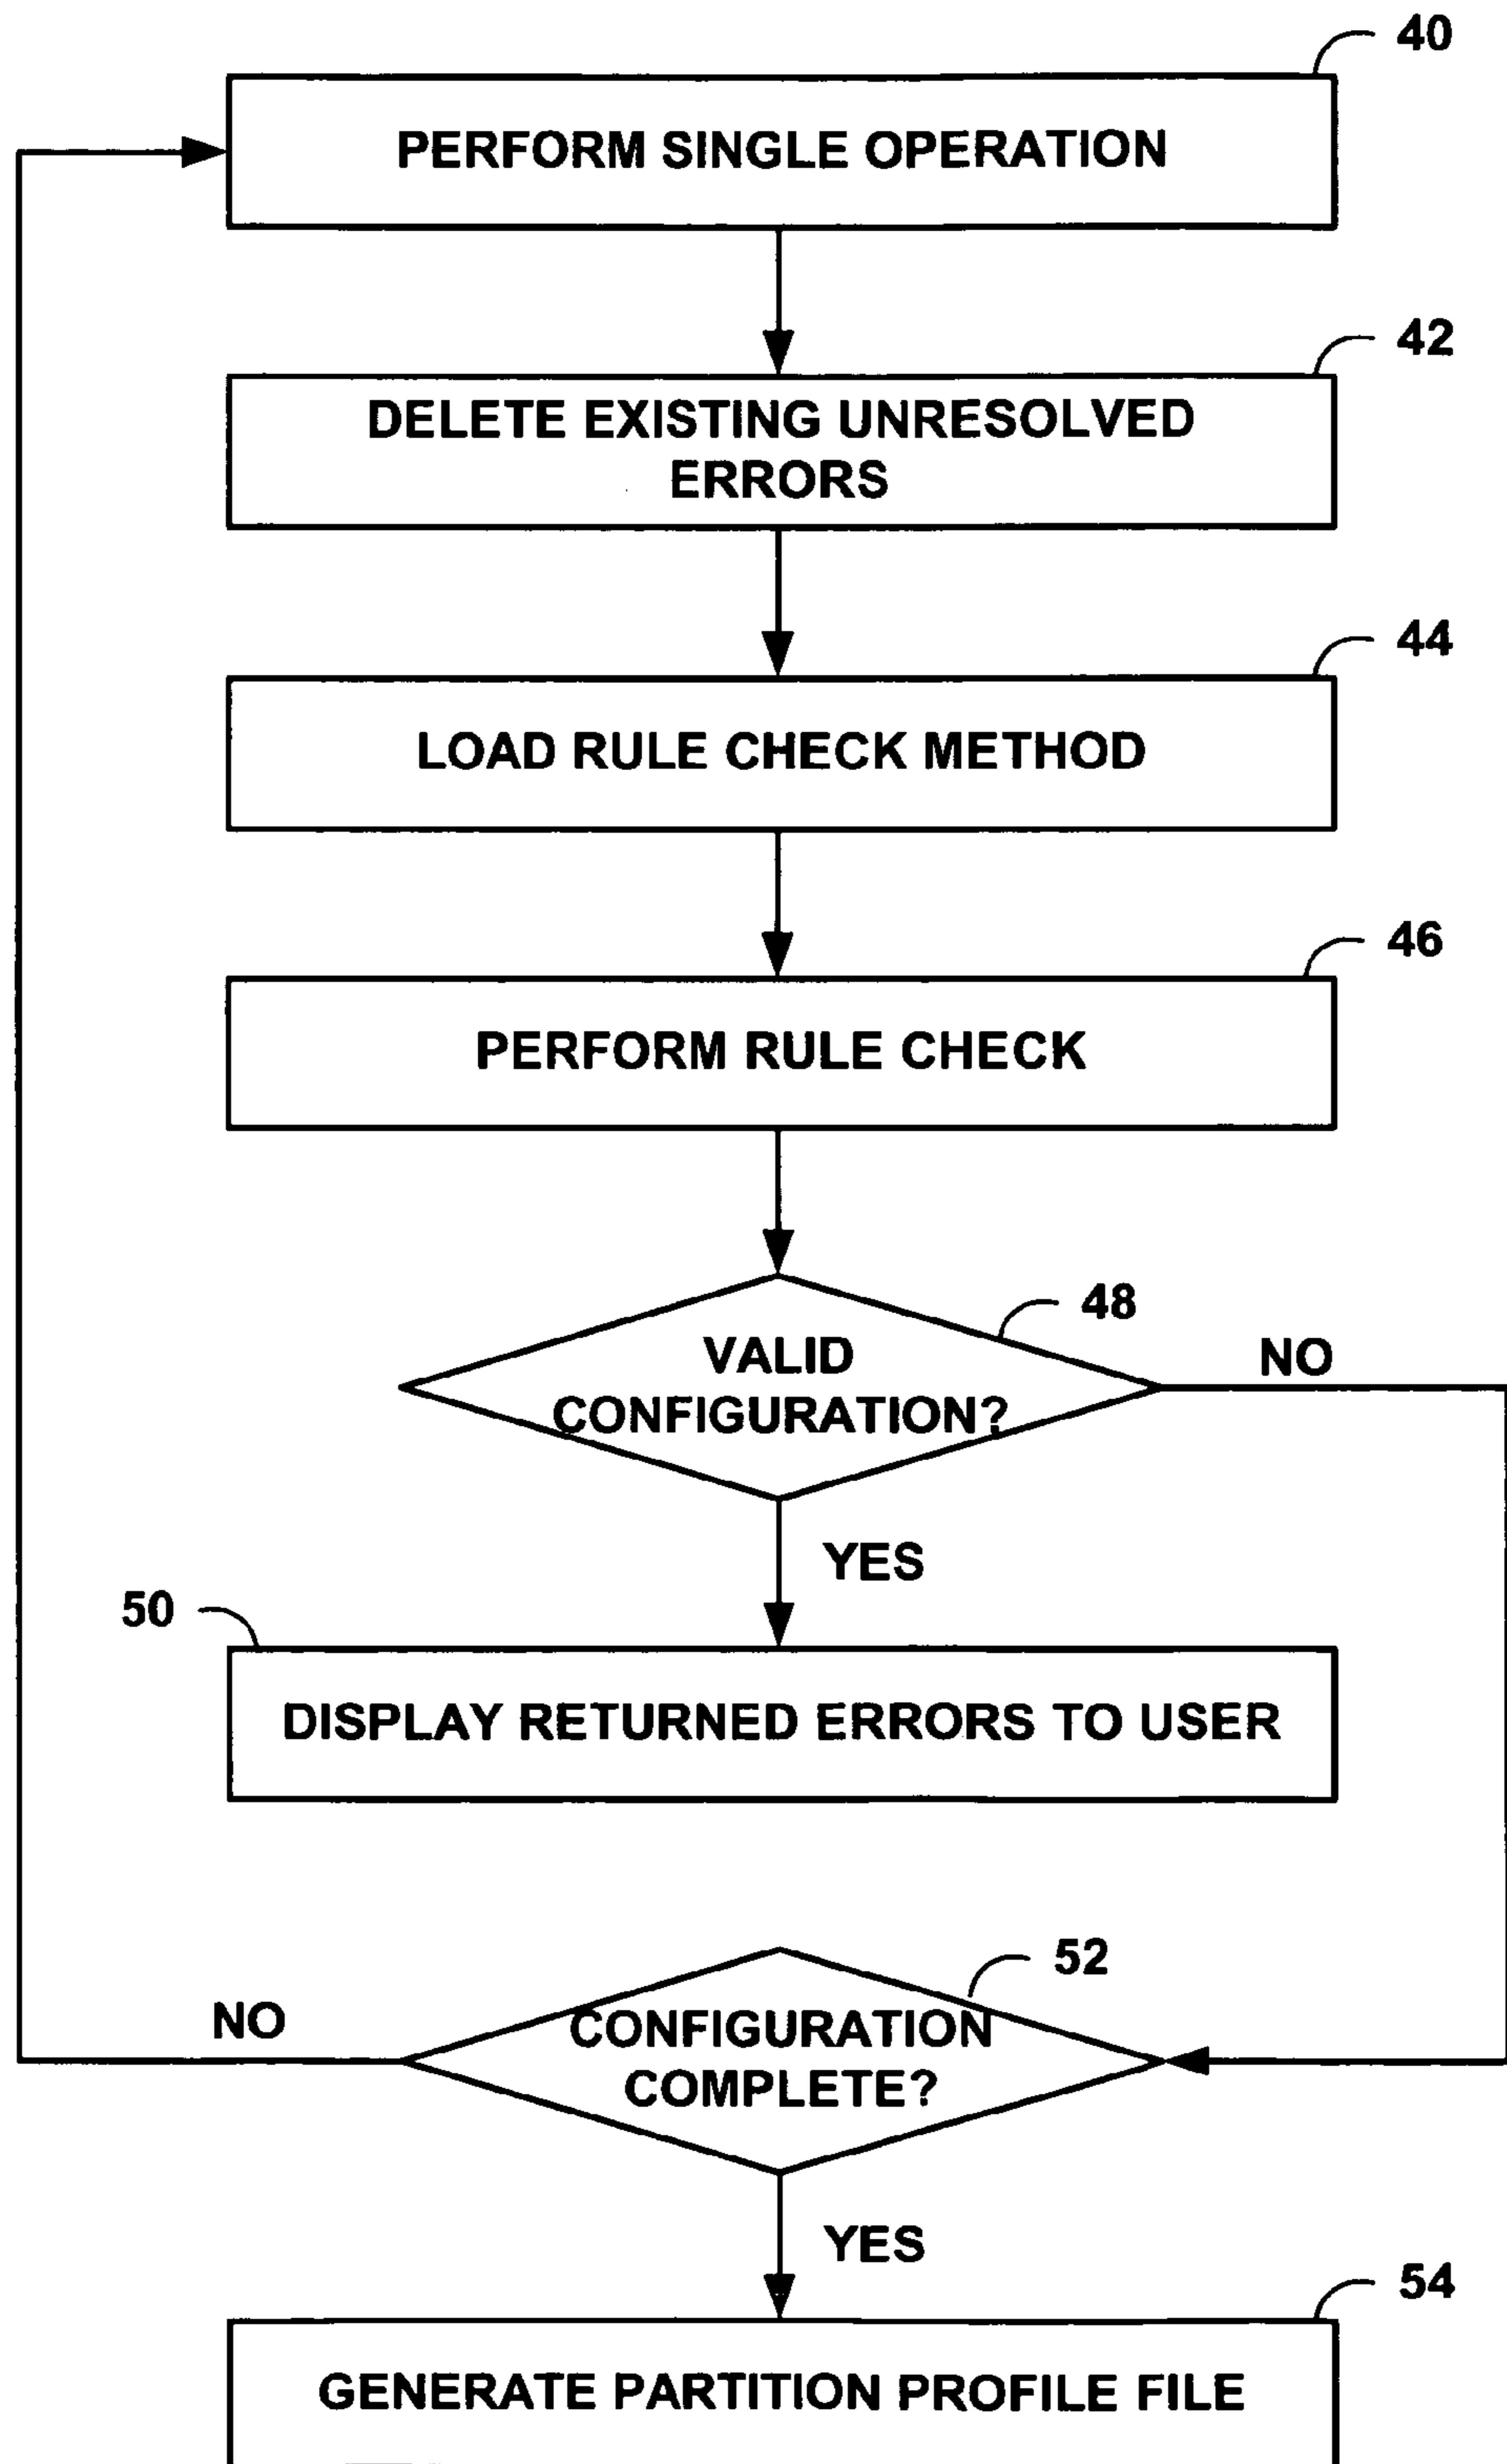 40
PERFORM SINGLE OPERATION
42
DELETE EXISTING UNRESOLVED
ERRORS
44
LOAD RULE CHECK METHOD
46
PERFORM RULE CHECK
48
VALID
CONFIGURATION?
NO
YES
50
DISPLAY RETURNED ERRORS TO USER
52
CONFIGURATION
COMPLETE?
NO
YES
54
GENERATE PARTITION PROFILE FILE